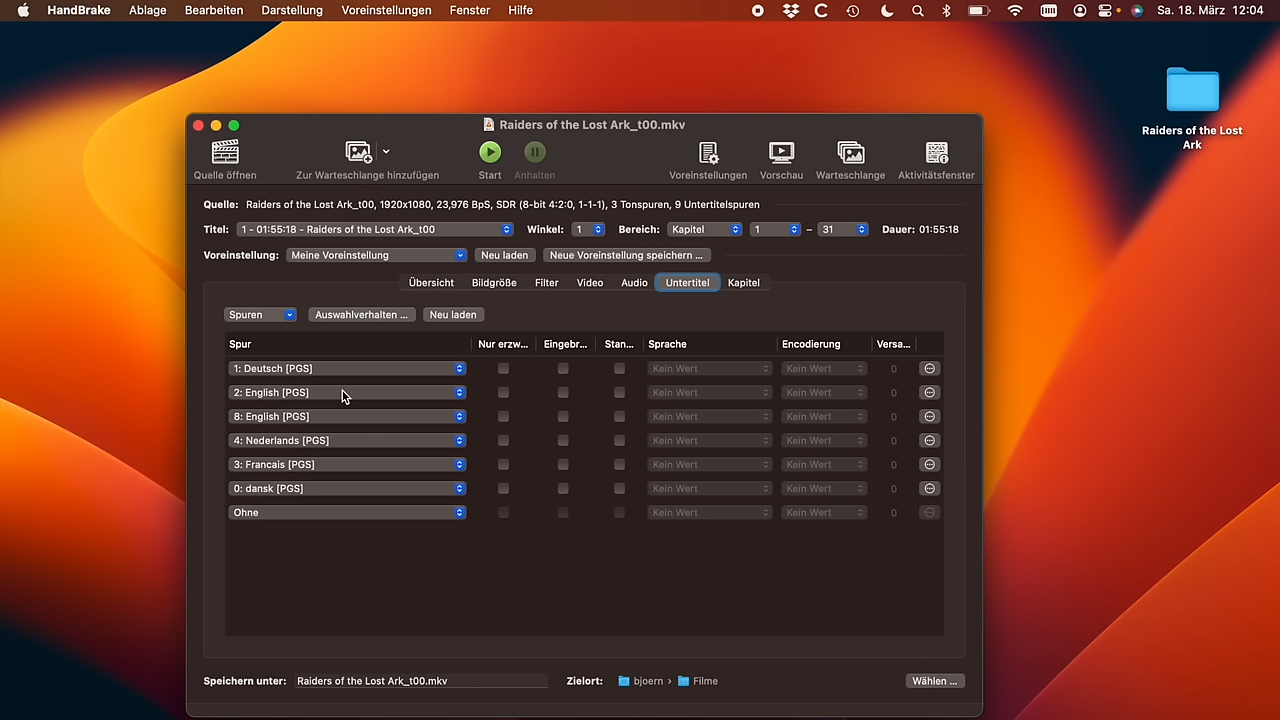 HandBrake Ablage Bearbeiten Darstellung Voreinstellungen Fenster Hilfe Sa. 18. März 12:04
Raiders of the Lost
Ark
Raiders of the Lost Ark_t00.mkv
Quelle öffnen Zur Warteschlange hinzufügen Start Anhalten Voreinstellungen Vorschau Warteschlange Aktivitätsfenster
Quelle: Raiders of the Lost Ark_t00, 1920x1080, 23,976 BpS, SDR (8-bit 4:2:0, 1-1-1), 3 Tonspuren, 9 Untertitelspuren
Titel: 1 - 01:55:18 - Raiders of the Lost Ark_t00 Winkel: 1 Bereich: Kapitel 1 – 31 Dauer: 01:55:18
Voreinstellung: Meine Voreinstellung Neu laden Neue Voreinstellung speichern ...
Übersicht Bildgröße Filter Video Audio Untertitel Kapitel
Spuren Auswahlverhalten ... Neu laden
Spur Nur erzw... Eingebr... Stan... Sprache Encodierung Versa...
1: Deutsch [PGS] Kein Wert Kein Wert 0
2: English [PGS] Kein Wert Kein Wert 0
8: English [PGS] Kein Wert Kein Wert 0
4: Nederlands [PGS] Kein Wert Kein Wert 0
3: Francais [PGS] Kein Wert Kein Wert 0
0: dansk [PGS] Kein Wert Kein Wert 0
Ohne Kein Wert Kein Wert 0
Speichern unter: Raiders of the Lost Ark_t00.mkv Zielort: bjoern › Filme Wählen ...